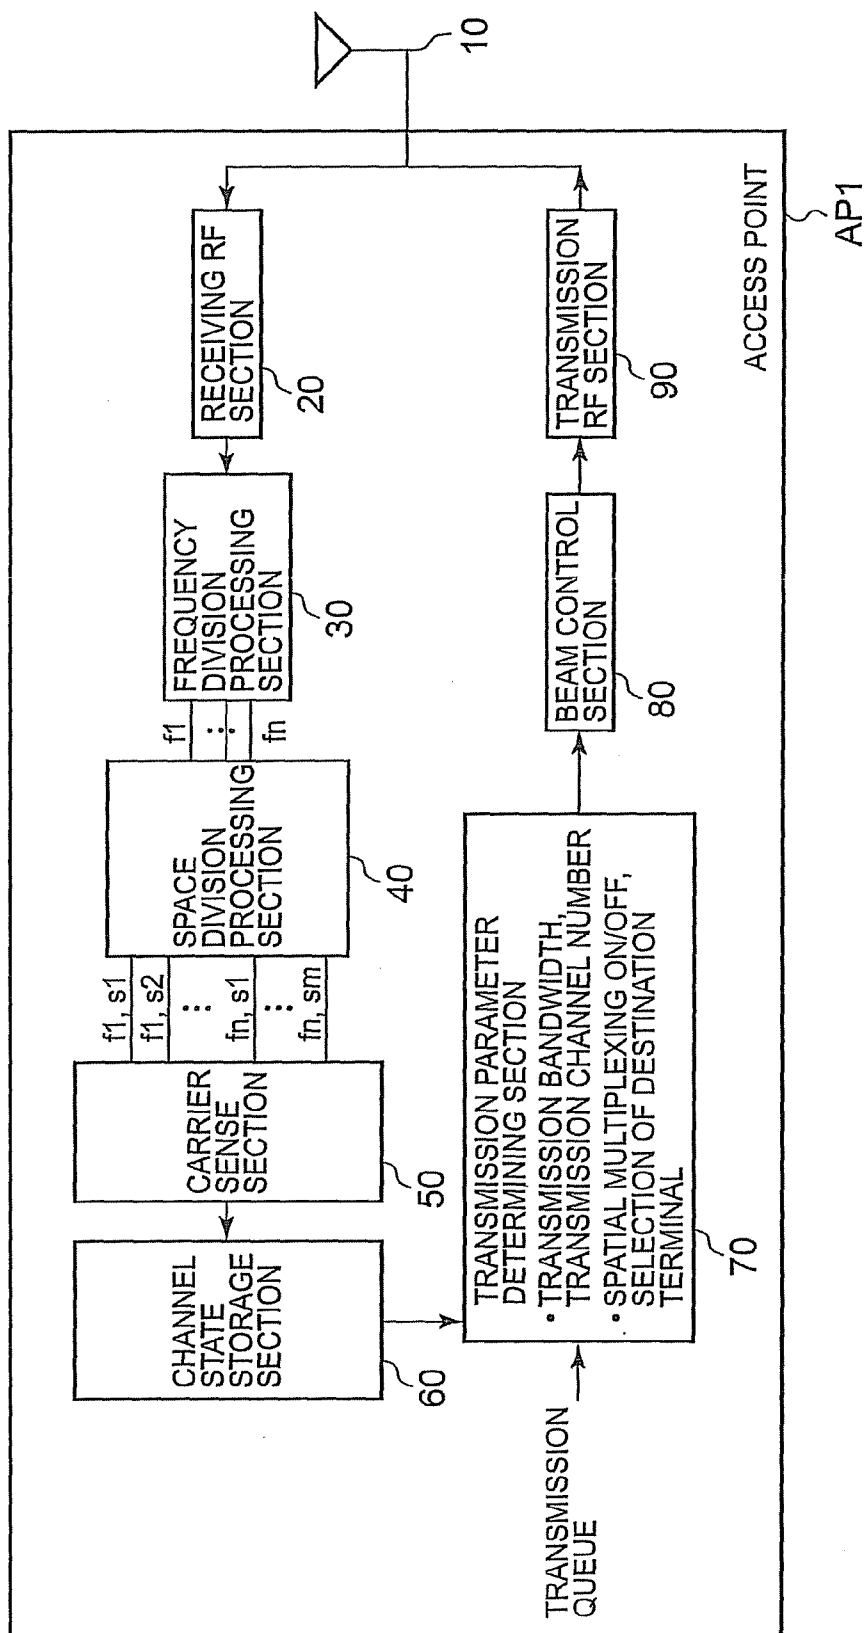 10
RECEIVING RF
SECTION
20
FREQUENCY
DIVISION
PROCESSING
SECTION
30
f1
⋮
fn
SPACE
DIVISION
PROCESSING
SECTION
40
f1, s1
f1, s2
⋮
fn, s1
⋮
fn, sm
CARRIER
SENSE
SECTION
50
CHANNEL
STATE
STORAGE
SECTION
60
TRANSMISSION
QUEUE
TRANSMISSION PARAMETER
DETERMINING SECTION
• TRANSMISSION BANDWIDTH,
TRANSMISSION CHANNEL NUMBER
• SPATIAL MULTIPLEXING ON/OFF,
SELECTION OF DESTINATION
TERMINAL
70
BEAM CONTROL
SECTION
80
TRANSMISSION
RF SECTION
90
ACCESS POINT
AP1